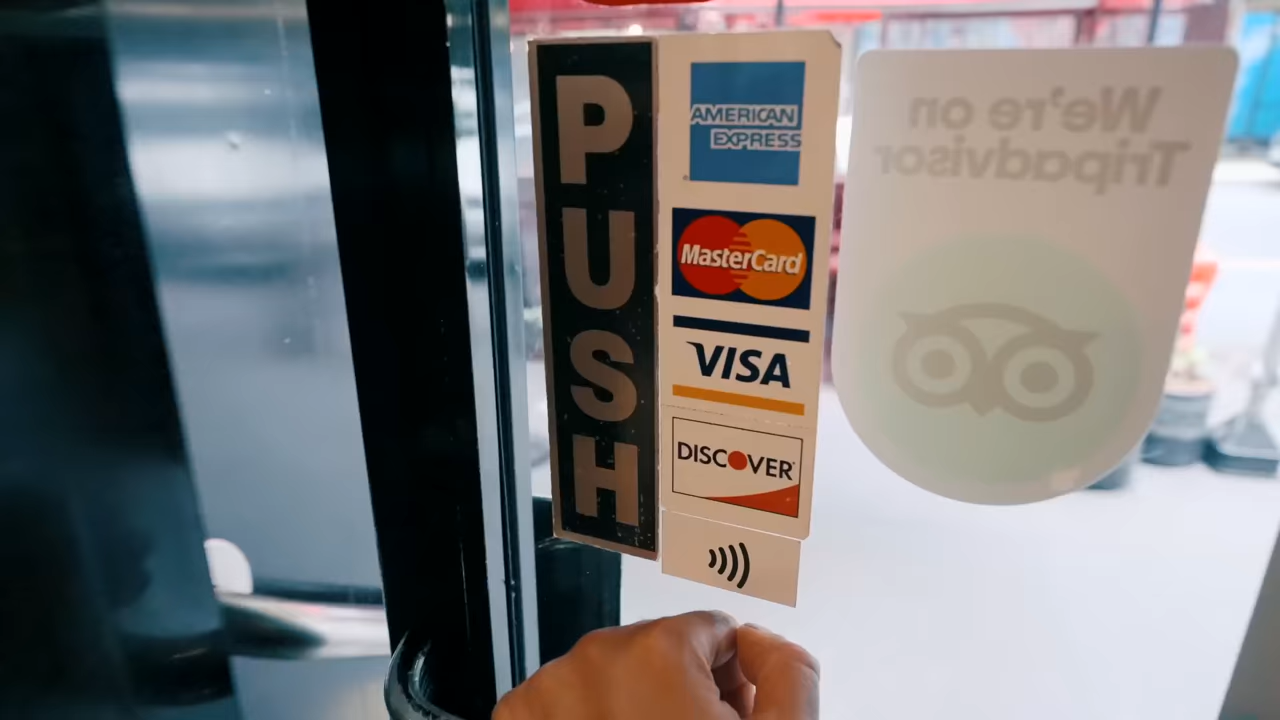 PUSH
AMERICAN
EXPRESS
MasterCard
VISA
DISCOVER
We're on
Tripadvisor